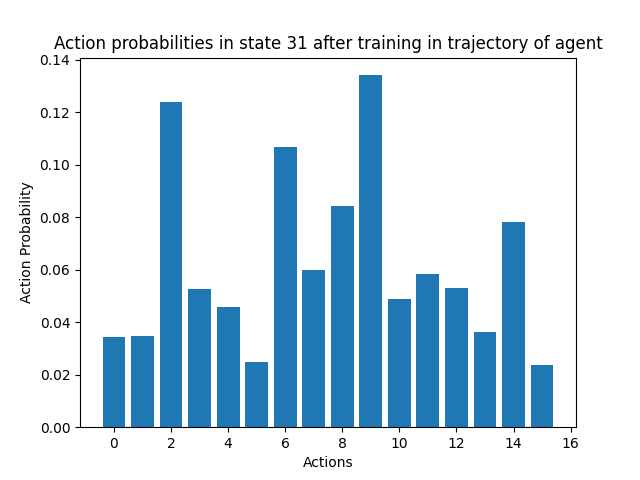 Action probabilities in state 31 after training in trajectory of agent
0.14
0.12
0.10
0.08
0.06
0.04
0.02
0.00
Action Probability
0 2 4 6 8 10 12 14 16
Actions